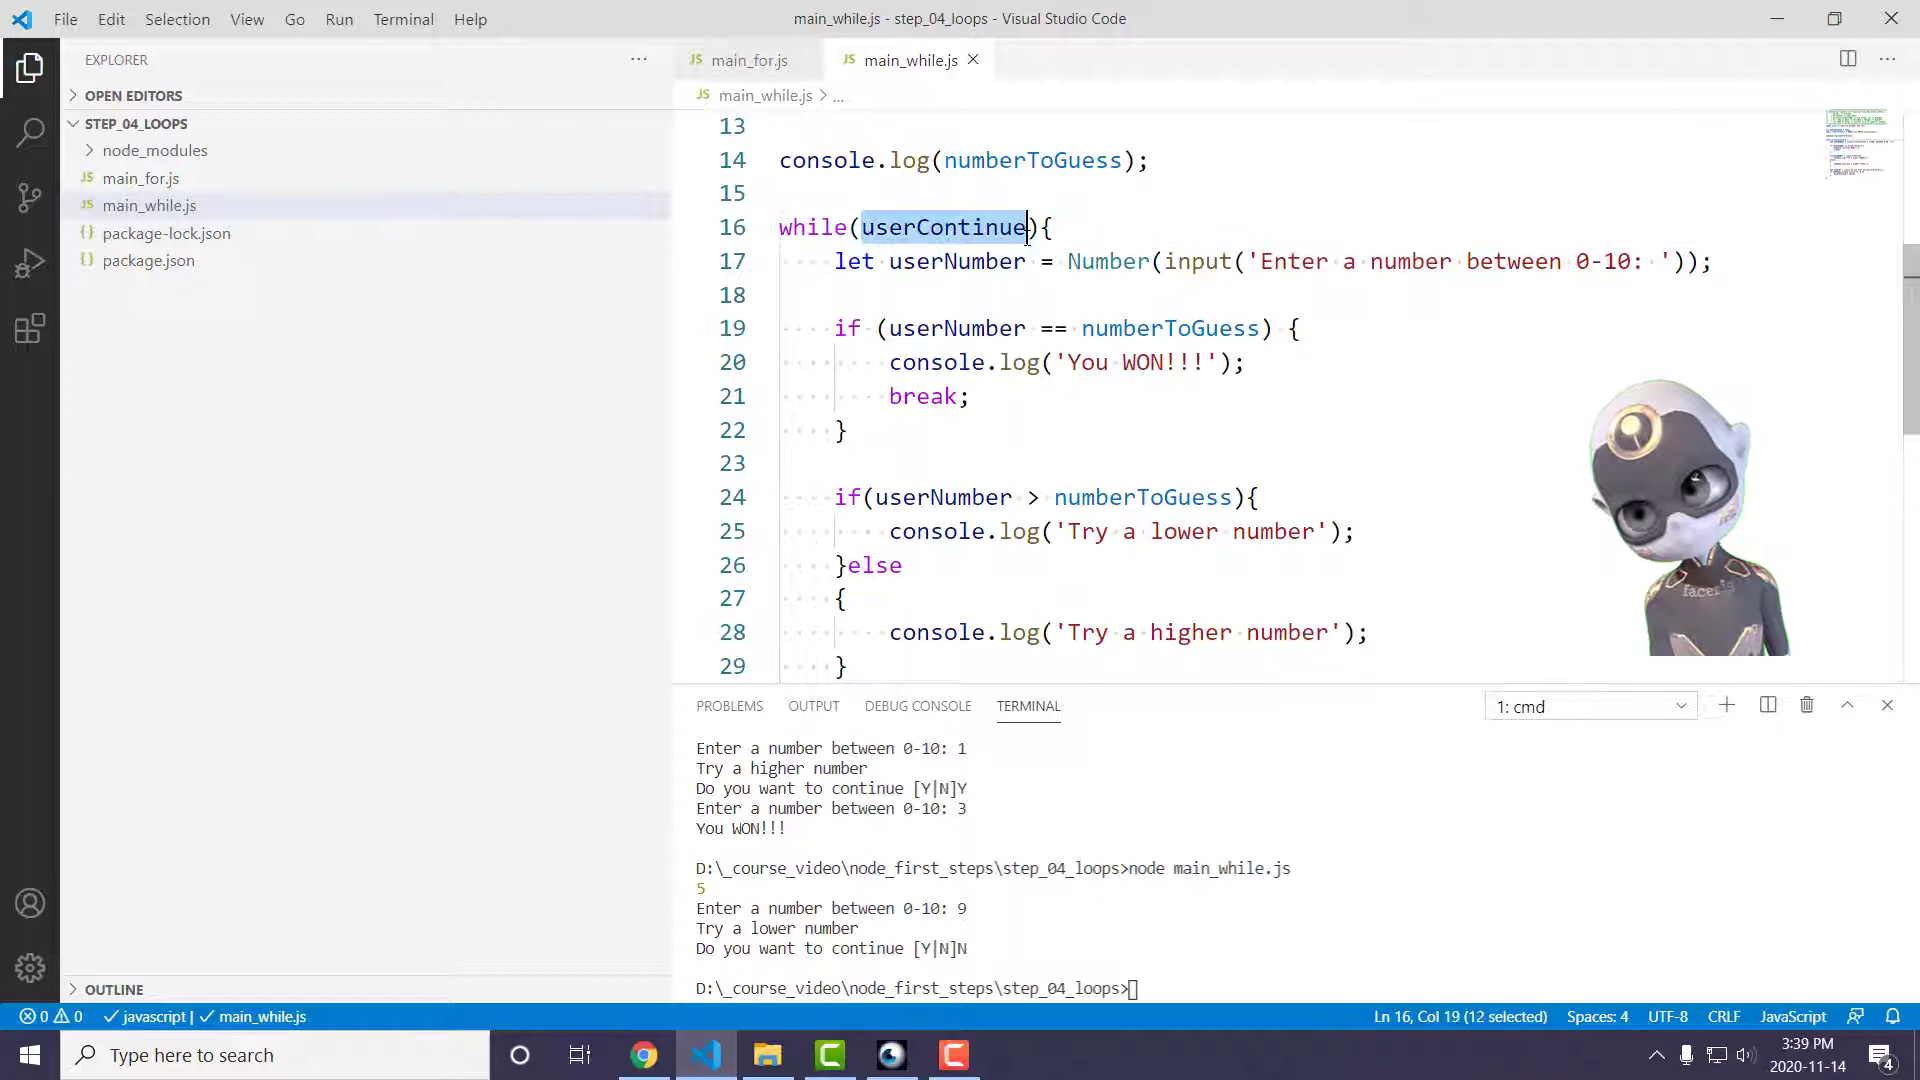 File Edit Selection View Go Run Terminal Help
main_while.js - step_04_loops - Visual Studio Code
EXPLORER
OPEN EDITORS
STEP_04_LOOPS
node_modules
JS main_for.js
JS main_while.js
{} package-lock.json
{} package.json
OUTLINE
JS main_for.js
JS main_while.js
JS main_while.js > ...
13
14 console.log(numberToGuess);
15
16 while(userContinue){
17 let userNumber = Number(input('Enter a number between 0-10: '));
18
19 if (userNumber == numberToGuess) {
20 console.log('You WON!!!');
21 break;
22 }
23
24 if(userNumber > numberToGuess){
25 console.log('Try a lower number');
26 }else
27 {
28 console.log('Try a higher number');
29 }
facerig
PROBLEMS OUTPUT DEBUG CONSOLE TERMINAL
1: cmd
Enter a number between 0-10: 1
Try a higher number
Do you want to continue [Y|N]Y
Enter a number between 0-10: 3
You WON!!!
D:\_course_video\node_first_steps\step_04_loops>node main_while.js
5
Enter a number between 0-10: 9
Try a lower number
Do you want to continue [Y|N]N
D:\_course_video\node_first_steps\step_04_loops>
0 0 javascript | main_while.js
Ln 16, Col 19 (12 selected) Spaces: 4 UTF-8 CRLF JavaScript
Type here to search
3:39 PM
2020-11-14
4